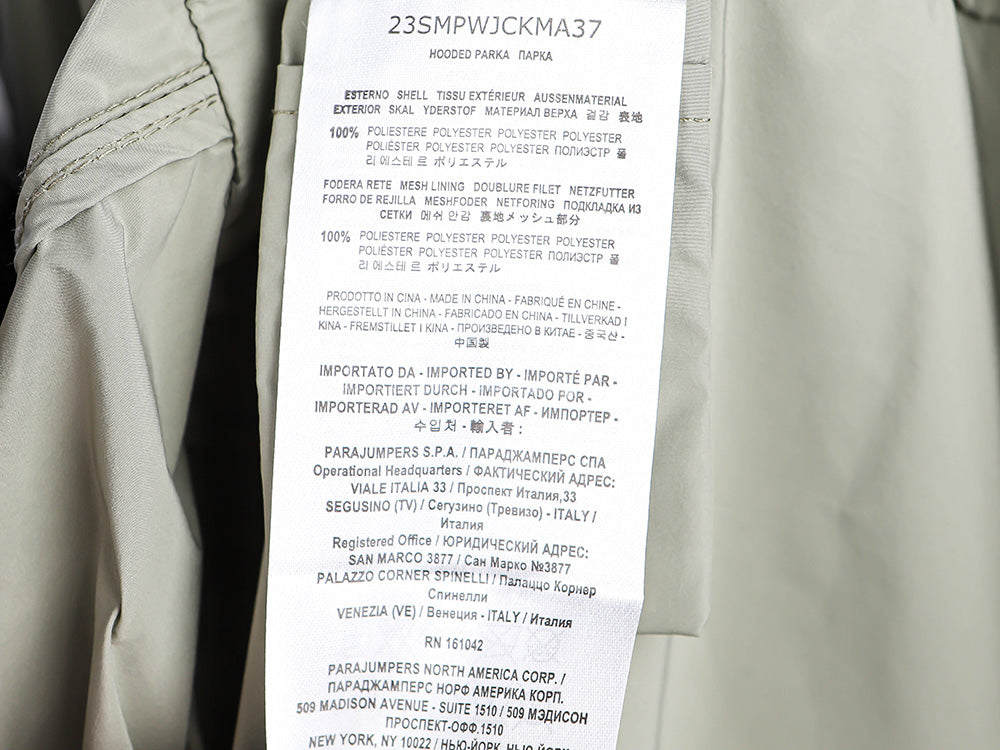 23SMPWJCKMA37
HOODED PARKA ПАРКА
ESTERNO SHELL TISSU EXTÉRIEUR AUSSENMATERIAL
EXTERIOR SKAL YDERSTOF МАТЕРИАЛ ВЕРХА 겉감 表地
100% POLIESTERE POLYESTER POLYESTER POLYESTER
POLIÉSTER POLYESTER POLYESTER ПОЛИЭСТР 폴
리 에스테 르 ポリエステル
FODERA RETE MESH LINING DOUBLURE FILET NETZFUTTER
FORRO DE REJILLA MESHFODER NETFORING ПОДКЛАДКА ИЗ
СЕТКИ 메쉬 안감 裏地メッシュ部分
100% POLIESTERE POLYESTER POLYESTER POLYESTER
POLIÉSTER POLYESTER POLYESTER ПОЛИЭСТР 폴
리 에스테 르 ポリエステル
PRODOTTO IN CINA - MADE IN CHINA - FABRIQUÉ EN CHINE -
HERGESTELLT IN CHINA - FABRICADO EN CHINA - TILLVERKAD I
KINA - FREMSTILLET I KINA - ПРОИЗВЕДЕНО В КИТАЕ - 중국산 -
中国製
IMPORTATO DA - IMPORTED BY - IMPORTÉ PAR -
IMPORTIERT DURCH - IMPORTADO POR -
IMPORTERAD AV - IMPORTERET AF - ИМПОРТЕР -
수입처 - 輸入者 :
PARAJUMPERS S.P.A. / ПАРАДЖАМПЕРС СПА
Operational Headquarters / ФАКТИЧЕСКИЙ АДРЕС:
VIALE ITALIA 33 / Проспект Италия,33
SEGUSINO (TV) / Сегузино (Тревизо) - ITALY /
Италия
Registered Office / ЮРИДИЧЕСКИЙ АДРЕС:
SAN MARCO 3877 / Сан Марко №3877
PALAZZO CORNER SPINELLI / Палаццо Корнер
Спинелли
VENEZIA (VE) / Венеция - ITALY / Италия
RN 161042
PARAJUMPERS NORTH AMERICA CORP. /
ПАРАДЖАМПЕРС НОРФ АМЕРИКА КОРП.
509 MADISON AVENUE - SUITE 1510 / 509 МЭДИСОН
ПРОСПЕКТ-ОФФ.1510
NEW YORK, NY 10022 / НЬЮ-ЙОРК, НЬЮ-ЙОРК